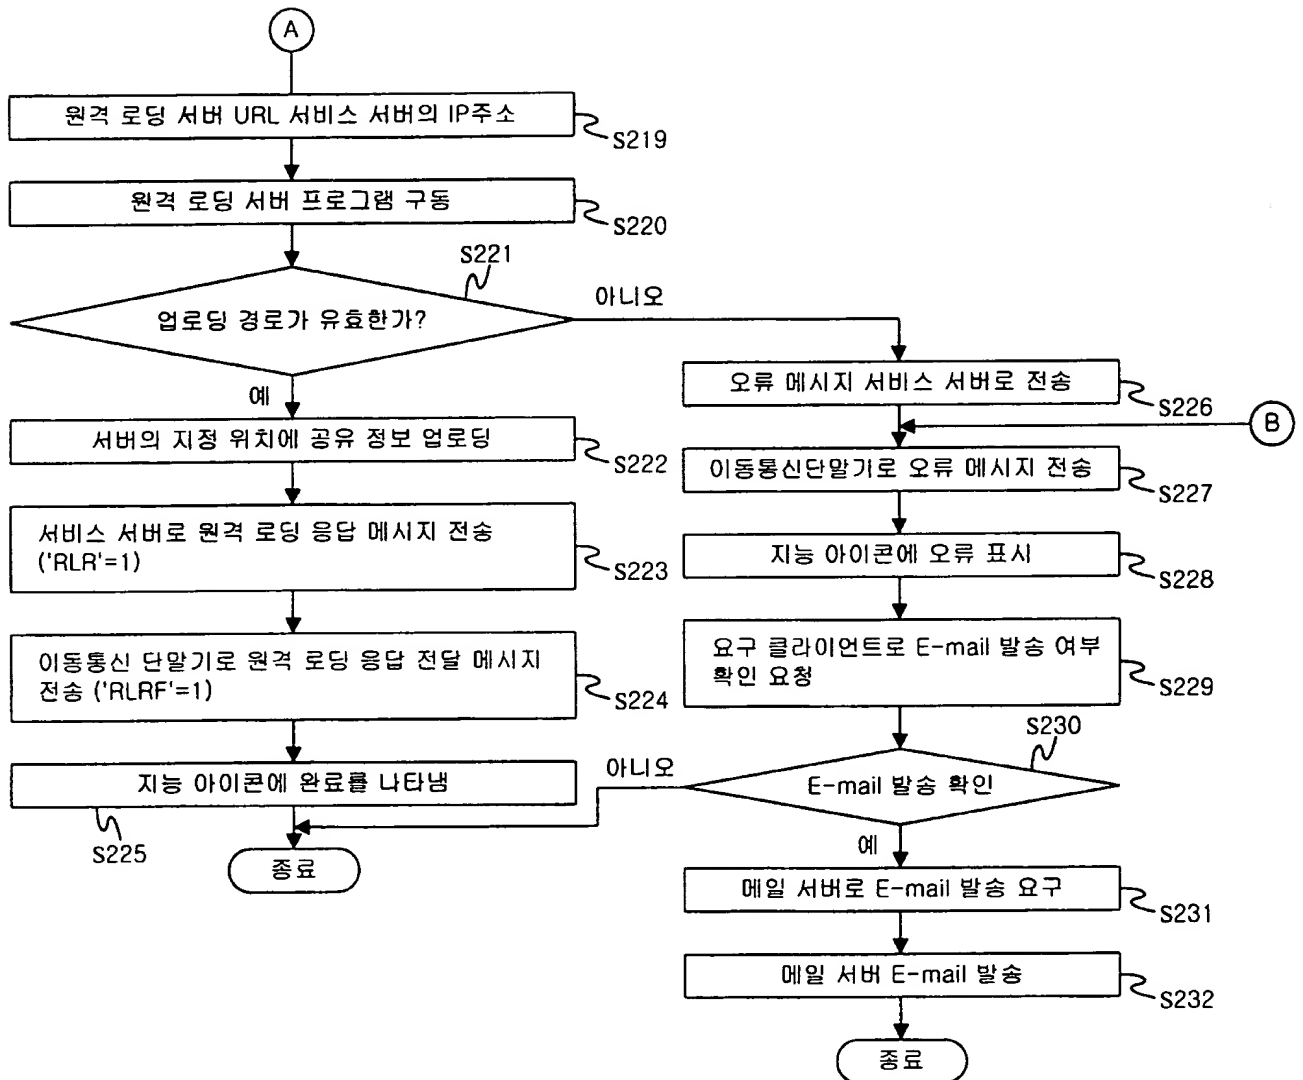 A
원격 로딩 서버 URL 서비스 서버의 IP주소
S219
원격 로딩 서버 프로그램 구동
S220
S221
업로딩 경로가 유효한가?
아니오
예
서버의 지정 위치에 공유 정보 업로딩
S222
서비스 서버로 원격 로딩 응답 메시지 전송
('RLR'=1)
S223
이동통신 단말기로 원격 로딩 응답 전달 메시지
전송 ('RLRF'=1)
S224
지능 아이콘에 완료를 나타냄
S225
종료
오류 메시지 서비스 서버로 전송
S226
B
이동통신단말기로 오류 메시지 전송
S227
지능 아이콘에 오류 표시
S228
요구 클라이언트로 E-mail 발송 여부
확인 요청
S229
S230
E-mail 발송 확인
아니오
예
메일 서버로 E-mail 발송 요구
S231
메일 서버 E-mail 발송
S232
종료